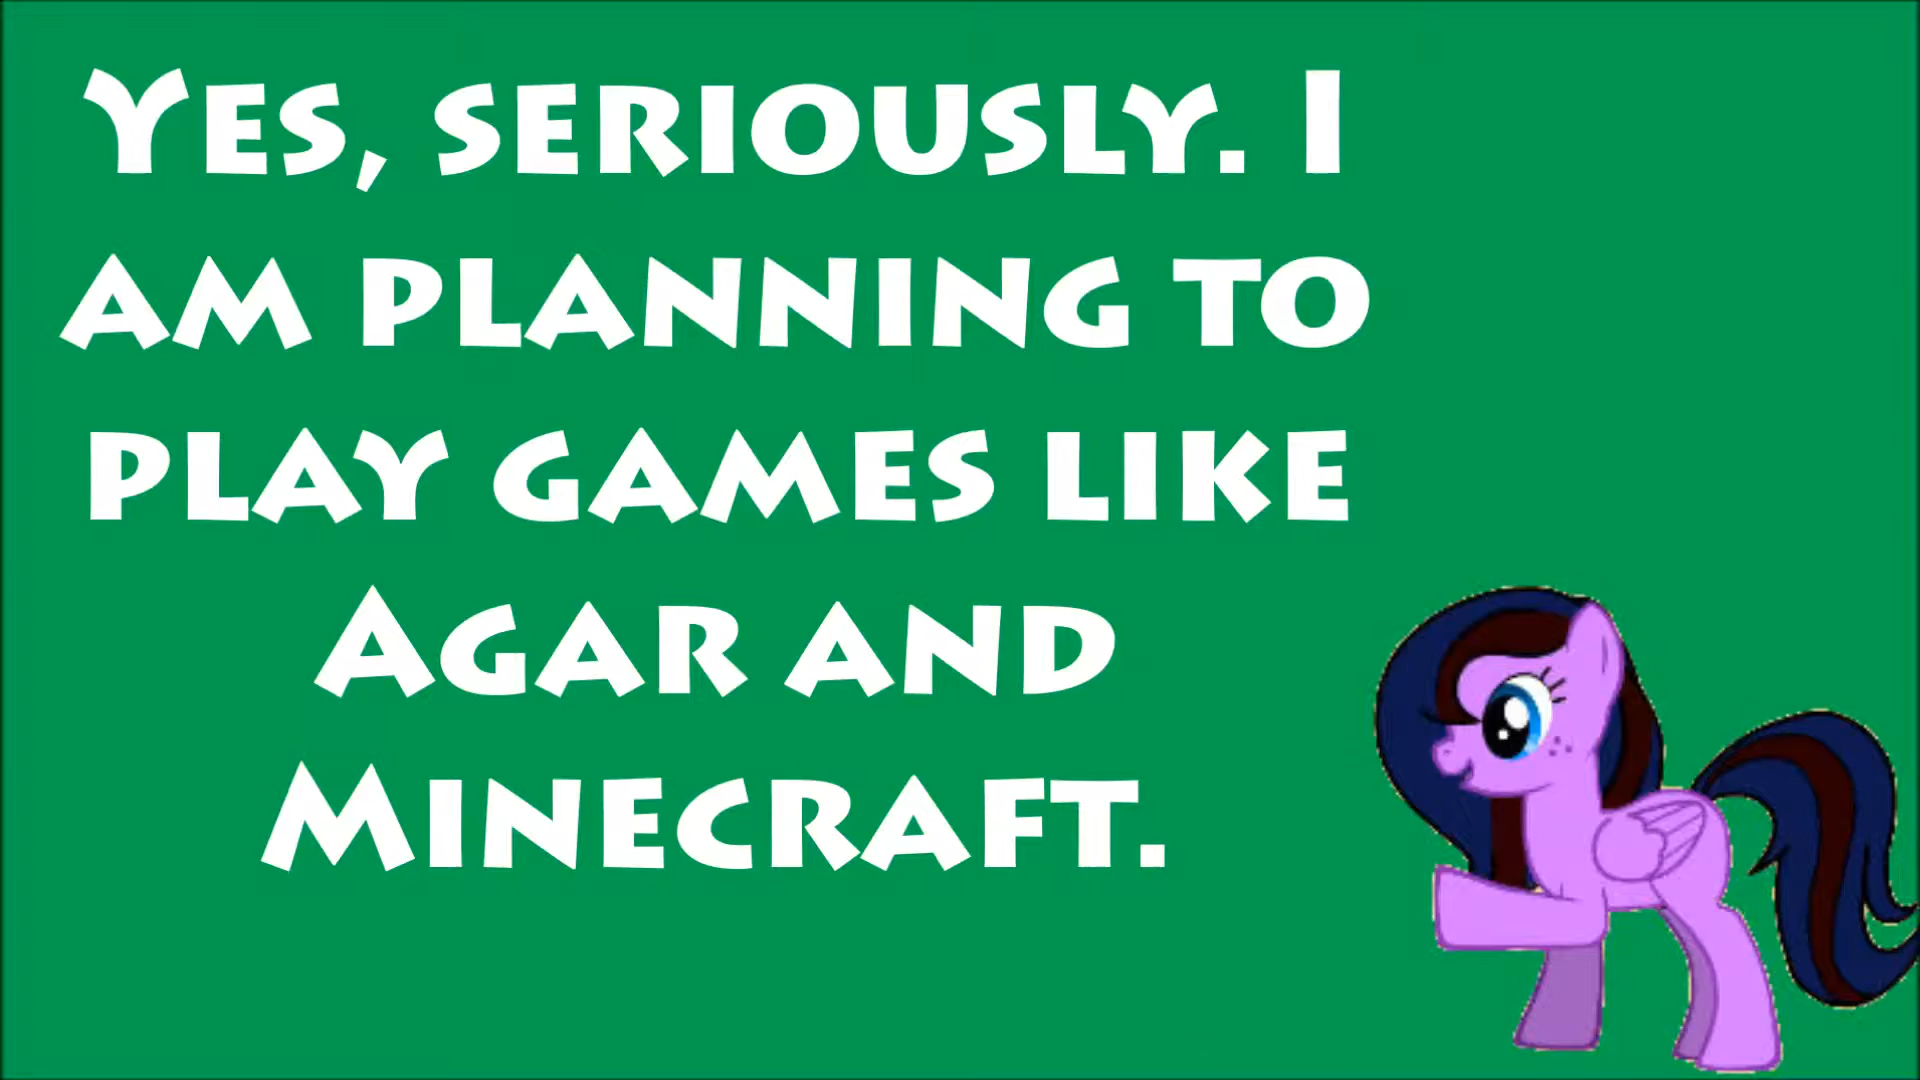 Yes, seriously. I
am planning to
play games like
Agar and
Minecraft.